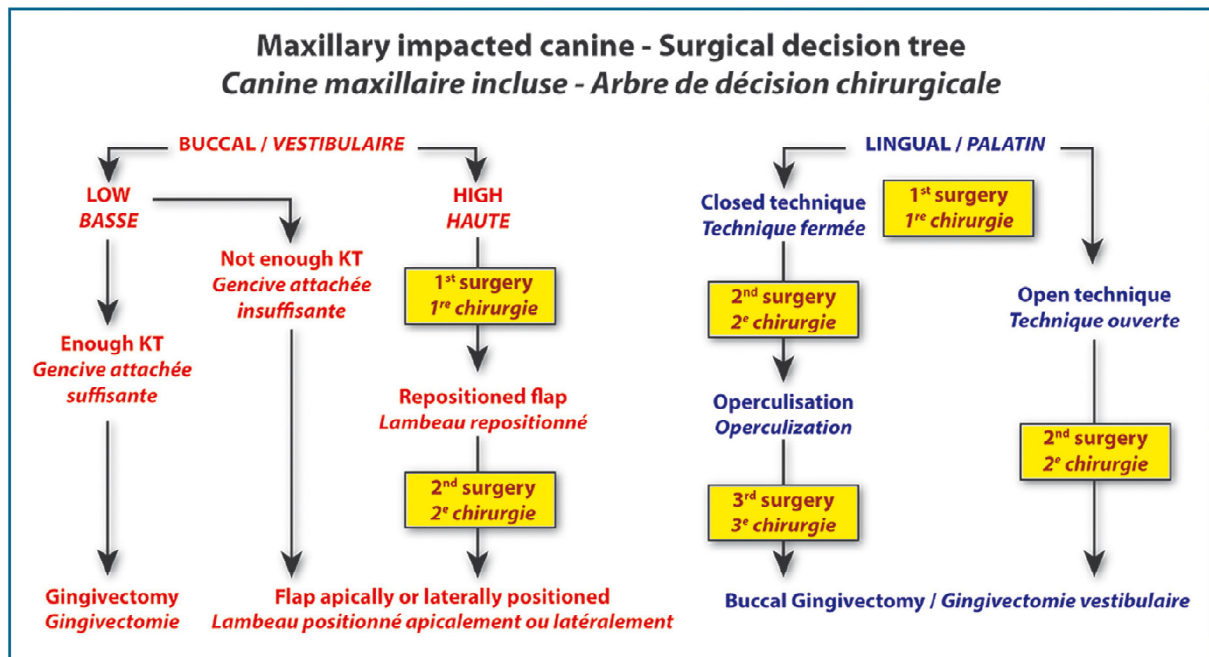 Maxillary impacted canine - Surgical decision tree
Canine maxillaire incluse - Arbre de décision chirurgicale
BUCCAL / VESTIBULAIRE
LOW
BASSE
Enough KT
Gencive attachée
suffisante
Gingivectomy
Gingivectomie
Not enough KT
Gencive attachée
insuffisante
HIGH
HAUTE
1st surgery
1re chirurgie
Repositioned flap
Lambeau repositionné
2nd surgery
2e chirurgie
Flap apically or laterally positioned
Lambeau positionné apicalement ou latéralement
LINGUAL / PALATIN
1st surgery
1re chirurgie
Closed technique
Technique fermée
2nd surgery
2e chirurgie
Operculisation
Operculization
3rd surgery
3e chirurgie
Open technique
Technique ouverte
2nd surgery
2e chirurgie
Buccal Gingivectomy / Gingivectomie vestibulaire